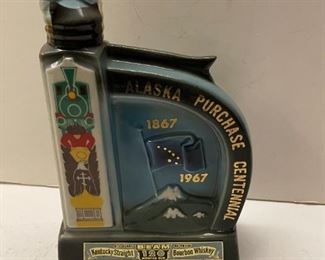 ALASKA PURCHASE CENTENNIAL
1867
1967
BEAM
Kentucky Straight
Bourbon Whiskey